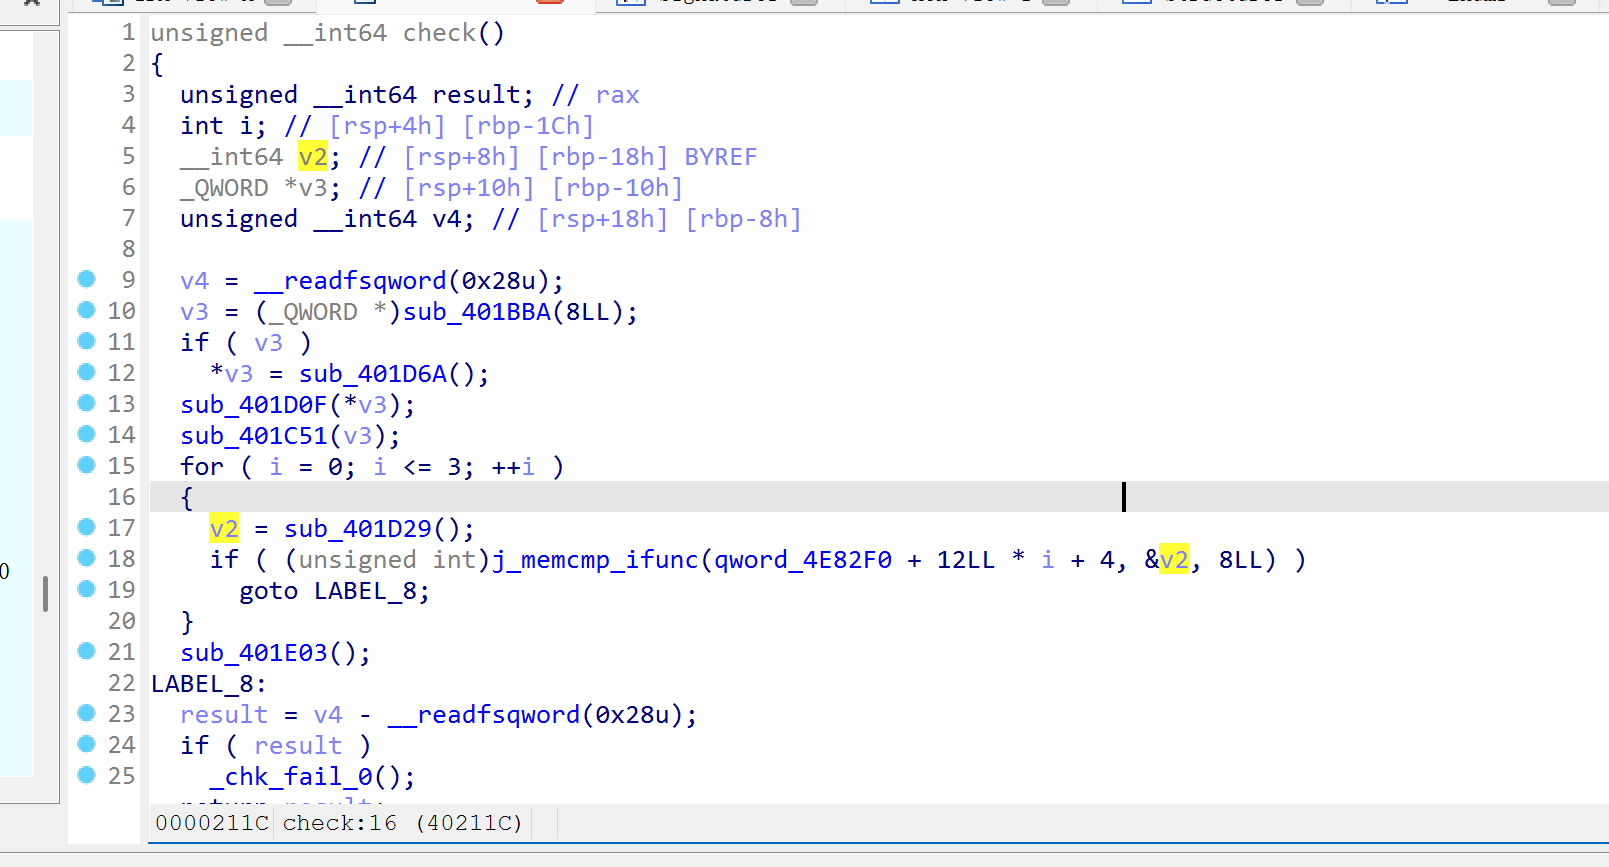 1 unsigned __int64 check()
2 {
3 unsigned __int64 result; // rax
4 int i; // [rsp+4h] [rbp-1Ch]
5 __int64 v2; // [rsp+8h] [rbp-18h] BYREF
6 _QWORD *v3; // [rsp+10h] [rbp-10h]
7 unsigned __int64 v4; // [rsp+18h] [rbp-8h]
8
9 v4 = __readfsqword(0x28u);
10 v3 = (_QWORD *)sub_401BBA(8LL);
11 if ( v3 )
12 *v3 = sub_401D6A();
13 sub_401D0F(*v3);
14 sub_401C51(v3);
15 for ( i = 0; i <= 3; ++i )
16 {
17 v2 = sub_401D29();
18 if ( (unsigned int)j_memcmp_ifunc(qword_4E82F0 + 12LL * i + 4, &v2, 8LL) )
19 goto LABEL_8;
20 }
21 sub_401E03();
22 LABEL_8:
23 result = v4 - __readfsqword(0x28u);
24 if ( result )
25 _chk_fail_0();
return result;
0000211C check:16 (40211C)
0